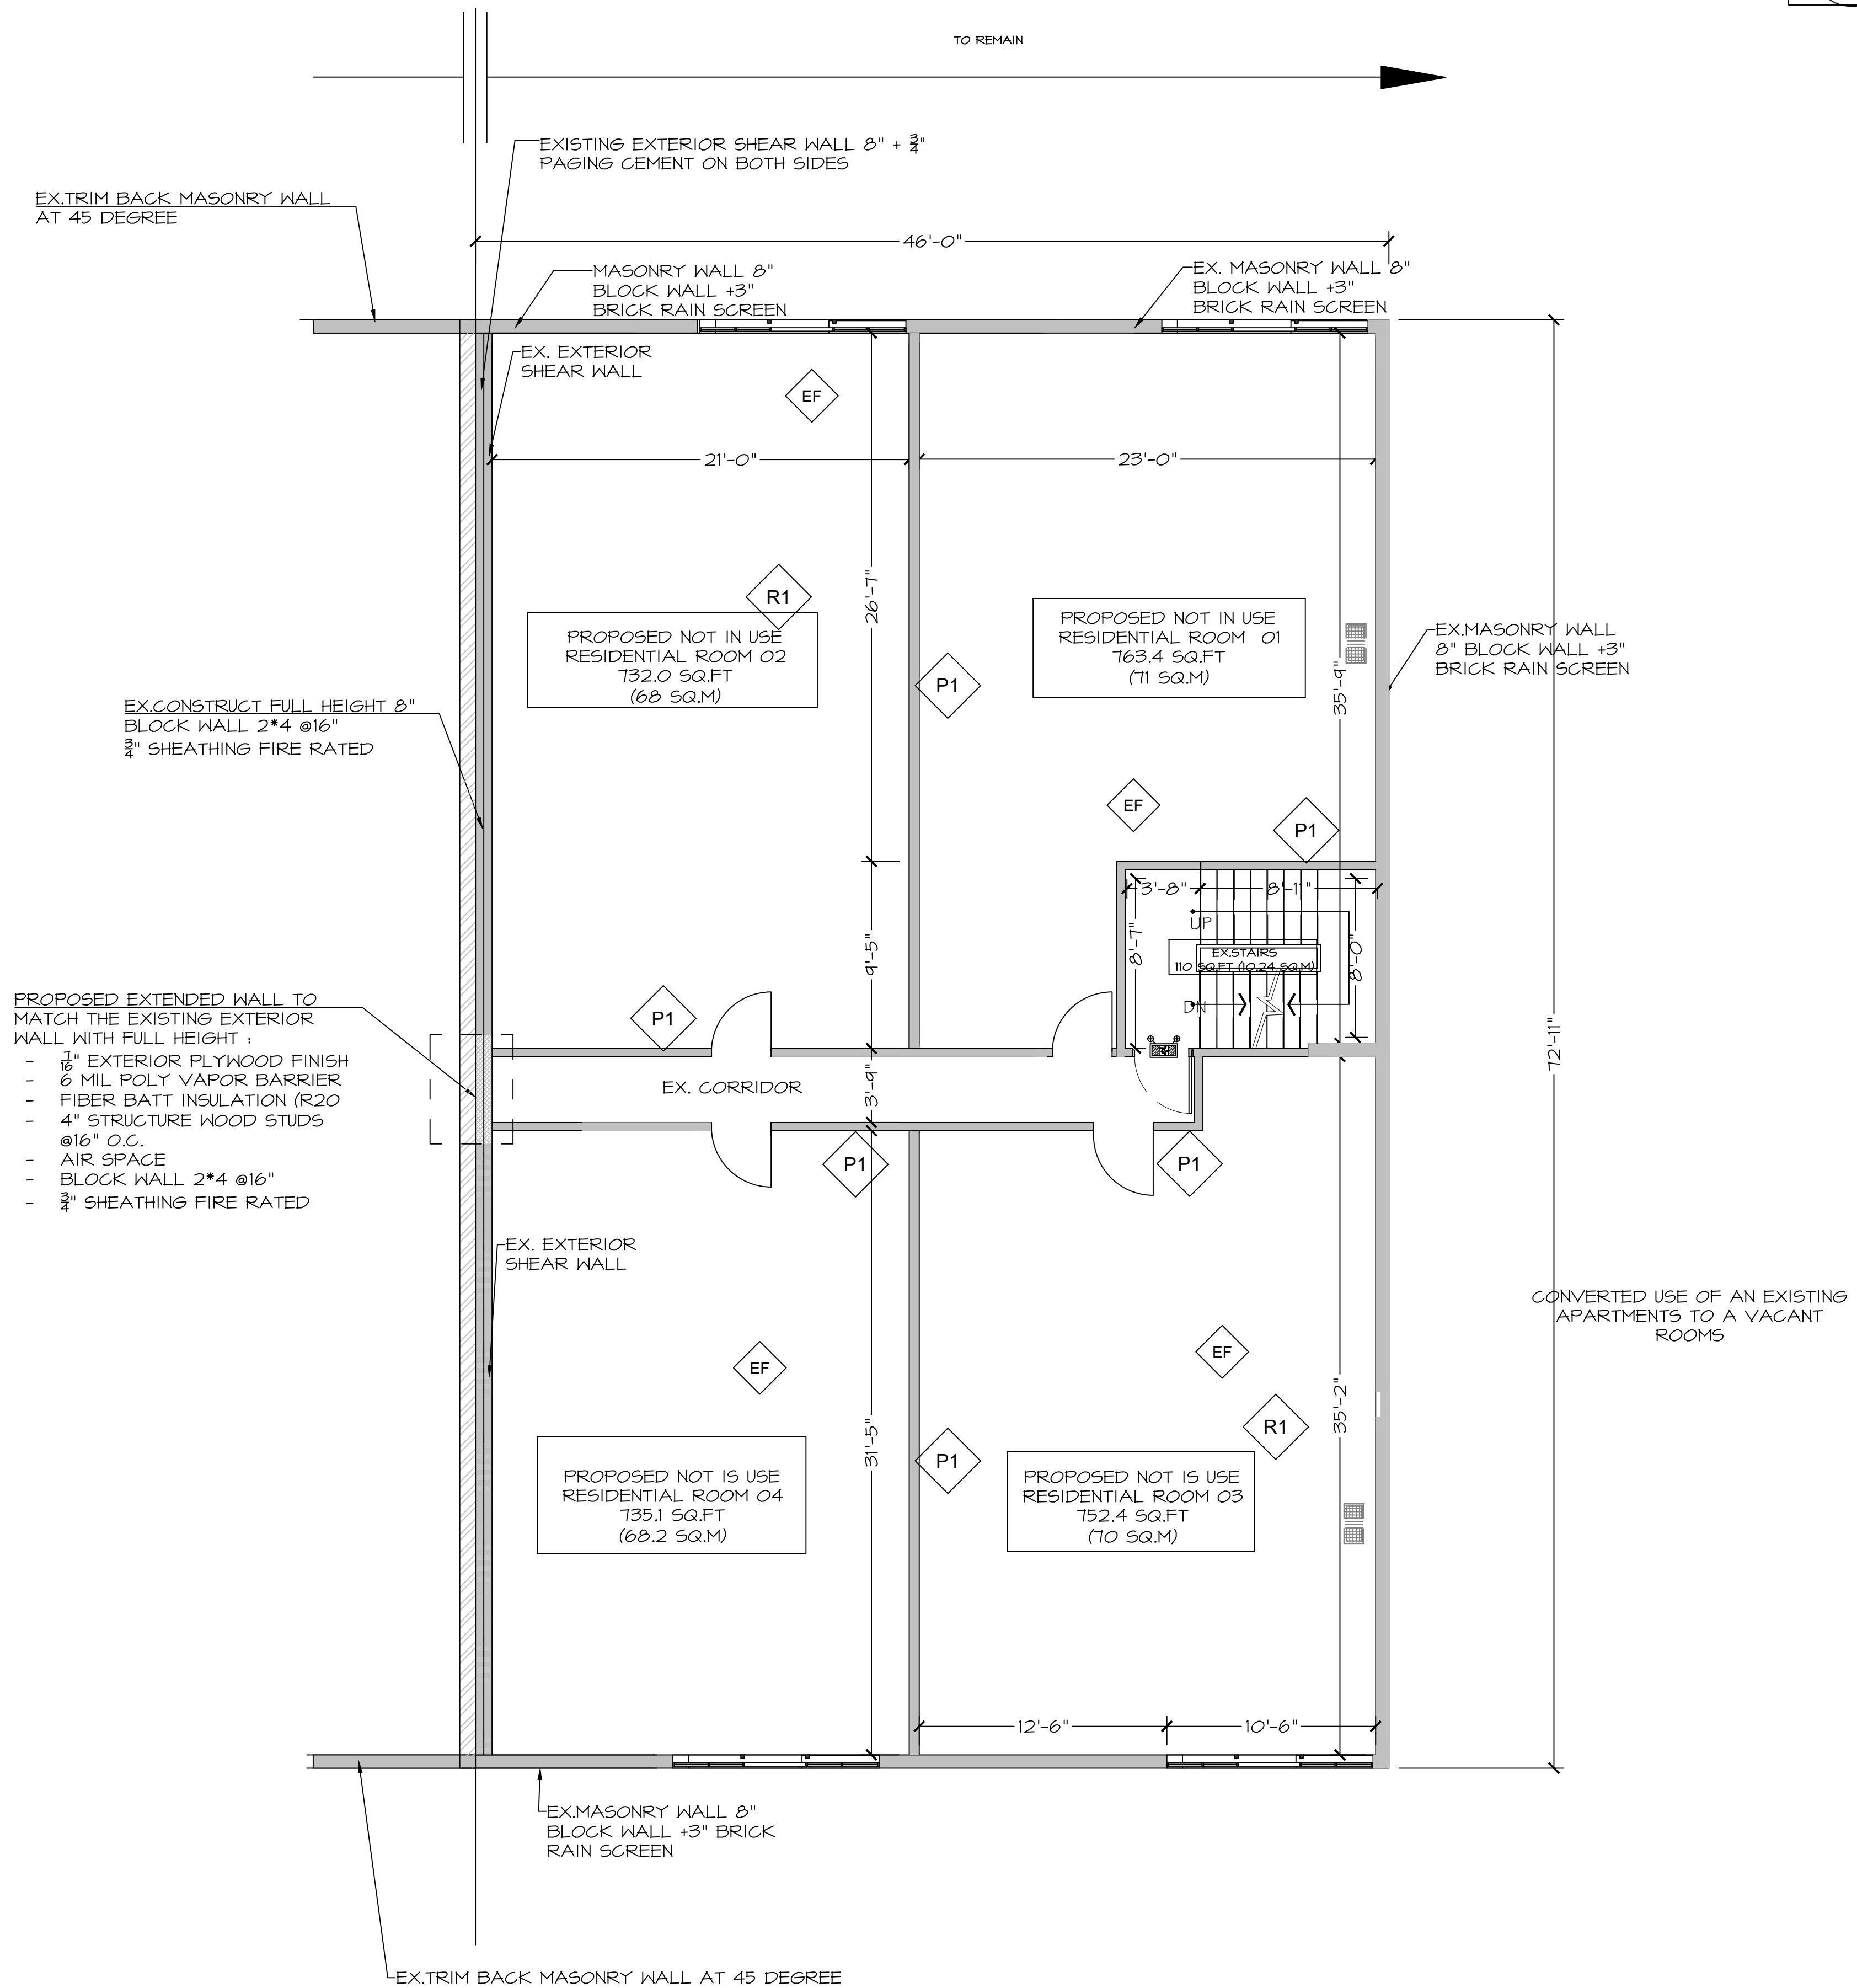 TO REMAIN
EXISTING EXTERIOR SHEAR WALL 8" + 3/4"
PAGING CEMENT ON BOTH SIDES
EX.TRIM BACK MASONRY WALL
AT 45 DEGREE
46'-0"
MASONRY WALL 8"
BLOCK WALL +3"
BRICK RAIN SCREEN
EX. MASONRY WALL 8"
BLOCK WALL +3"
BRICK RAIN SCREEN
EX. EXTERIOR
SHEAR WALL
EF
21'-0"
23'-0"
26'-7"
R1
PROPOSED NOT IN USE
RESIDENTIAL ROOM 02
732.0 SQ.FT
(68 SQ.M)
PROPOSED NOT IN USE
RESIDENTIAL ROOM 01
763.4 SQ.FT
(71 SQ.M)
P1
35'-9"
EX.MASONRY WALL
8" BLOCK WALL +3"
BRICK RAIN SCREEN
EX.CONSTRUCT FULL HEIGHT 8"
BLOCK WALL 2*4 @16"
3/4" SHEATHING FIRE RATED
EF
P1
3'-8"
8'-11"
UP
8'-7"
EX.STAIRS
110 SQ.FT (10.24 SQ.M)
8'-0"
DN
9'-5"
PROPOSED EXTENDED WALL TO
MATCH THE EXISTING EXTERIOR
WALL WITH FULL HEIGHT :
- 7/16" EXTERIOR PLYWOOD FINISH
- 6 MIL POLY VAPOR BARRIER
- FIBER BATT INSULATION (R20
- 4" STRUCTURE WOOD STUDS
@16" O.C.
- AIR SPACE
- BLOCK WALL 2*4 @16"
- 3/4" SHEATHING FIRE RATED
P1
72'-11"
EX. CORRIDOR
3'-9"
P1
P1
EX. EXTERIOR
SHEAR WALL
CONVERTED USE OF AN EXISTING
APARTMENTS TO A VACANT
ROOMS
EF
EF
R1
35'-2"
31'-5"
P1
PROPOSED NOT IS USE
RESIDENTIAL ROOM 04
735.1 SQ.FT
(68.2 SQ.M)
PROPOSED NOT IS USE
RESIDENTIAL ROOM 03
752.4 SQ.FT
(70 SQ.M)
12'-6"
10'-6"
EX.MASONRY WALL 8"
BLOCK WALL +3" BRICK
RAIN SCREEN
EX.TRIM BACK MASONRY WALL AT 45 DEGREE